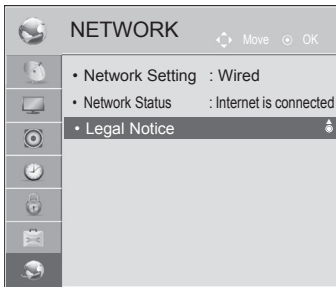 NETWORK
Move OK
• Network Setting : Wired
• Network Status : Internet is connected
• Legal Notice